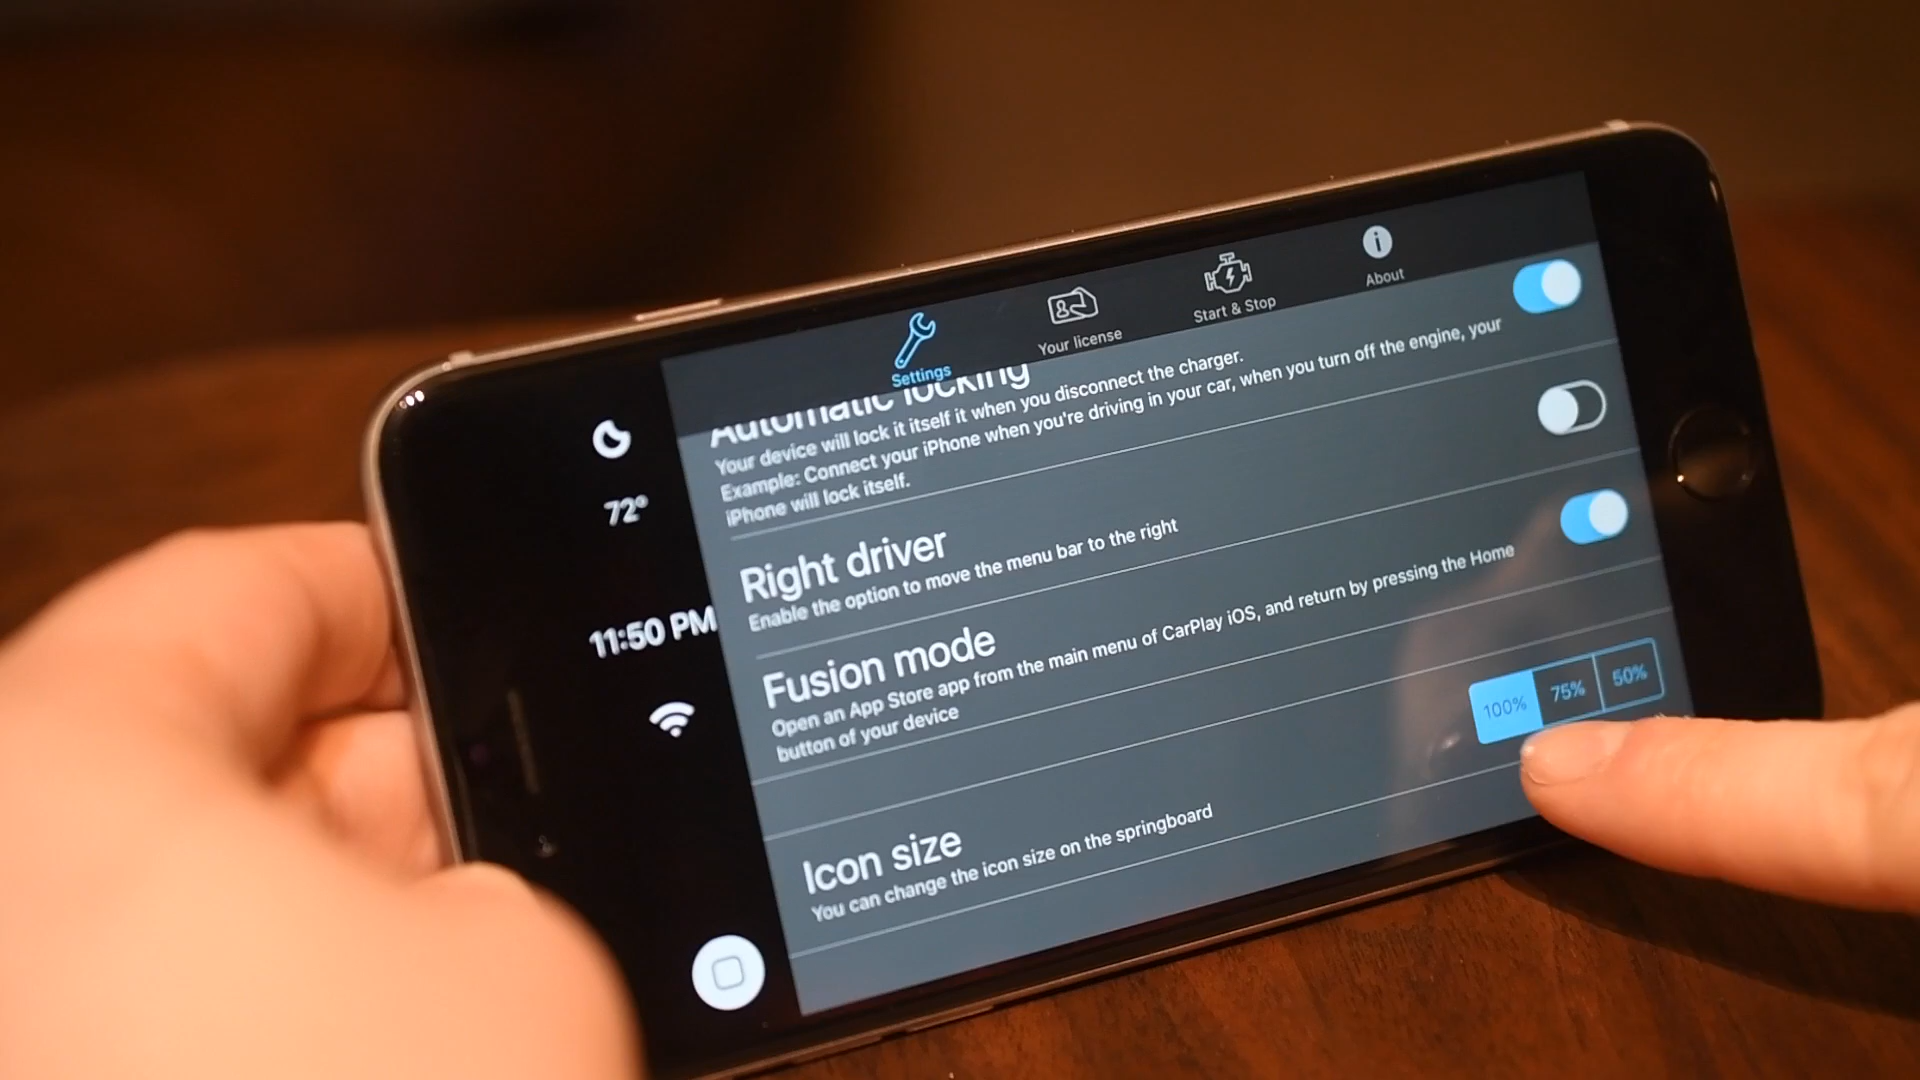 72°
11:50 PM
Settings
Your license
Start & Stop
About
Automatic locking
Your device will lock it itself it when you disconnect the charger.
Example: Connect your iPhone when you're driving in your car, when you turn off the engine, your
iPhone will lock itself.
Right driver
Enable the option to move the menu bar to the right
Fusion mode
Open an App Store app from the main menu of CarPlay iOS, and return by pressing the Home
button of your device
Icon size
You can change the icon size on the springboard
100% 75% 50%